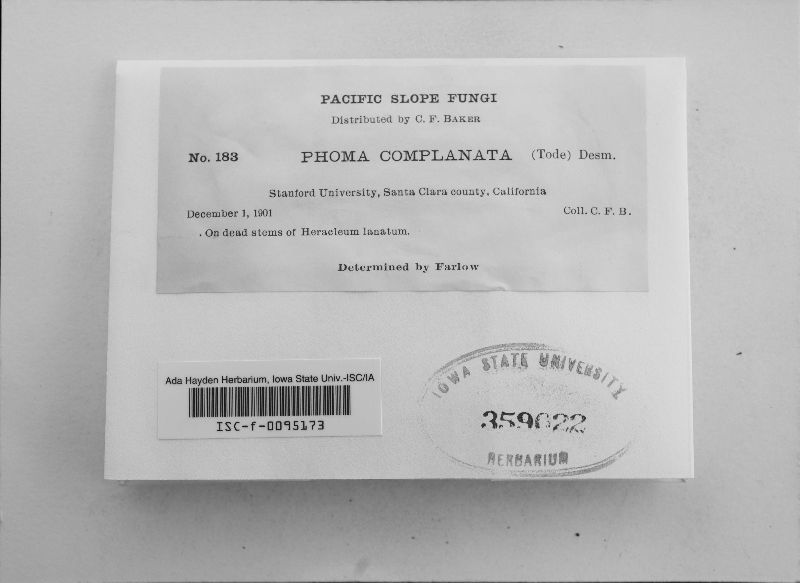 PACIFIC SLOPE FUNGI
Distributed by C. F. BAKER
No. 183 PHOMA COMPLANATA (Tode) Desm.
Stanford University, Santa Clara county, California
December 1, 1901 Coll. C. F. B.
On dead stems of Heracleum lanatum.
Determined by Farlow
Ada Hayden Herbarium, Iowa State Univ.-ISC/IA
ISC-f-0095173
IOWA STATE UNIVERSITY
359622
HERBARIUM